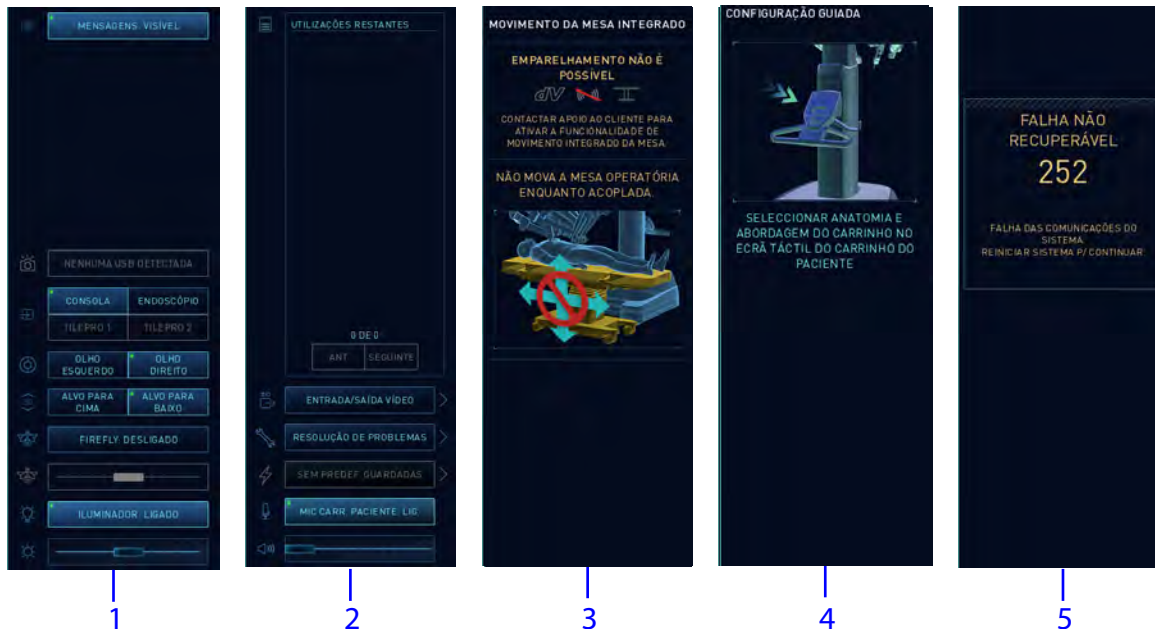 MENSAGENS VISÍVEL
NENHUMA USB DETECTADA
CONSOLA
ENDOSCÓPIO
TILEPRO 1
TILEPRO 2
OLHO
ESQUERDO
OLHO
DIREITO
ALVO PARA
CIMA
ALVO PARA
BAIXO
FIREFLY DESLIGADO
ILUMINADOR LIGADO
1
UTILIZAÇÕES RESTANTES
0 DE 0
ANT
SEGUINTE
ENTRADA/SAÍDA VÍDEO
RESOLUÇÃO DE PROBLEMAS
SEM PREDEF. GUARDADAS
MIC CARR. PACIENTE LIG
2
MOVIMENTO DA MESA INTEGRADO
EMPARELHAMENTO NÃO É
POSSÍVEL
dV
CONTACTAR APOIO AO CLIENTE PARA
ATIVAR A FUNCIONALIDADE DE
MOVIMENTO INTEGRADO DA MESA.
NÃO MOVA A MESA OPERATÓRIA
ENQUANTO ACOPLADA.
3
CONFIGURAÇÃO GUIADA
SELECCIONAR ANATOMIA E
ABORDAGEM DO CARRINHO NO
ECRÃ TÁCTIL DO CARRINHO DO
PACIENTE
4
FALHA NÃO
RECUPERÁVEL
252
FALHA DAS COMUNICAÇÕES DO
SISTEMA.
REINICIAR SISTEMA P/ CONTINUAR.
5